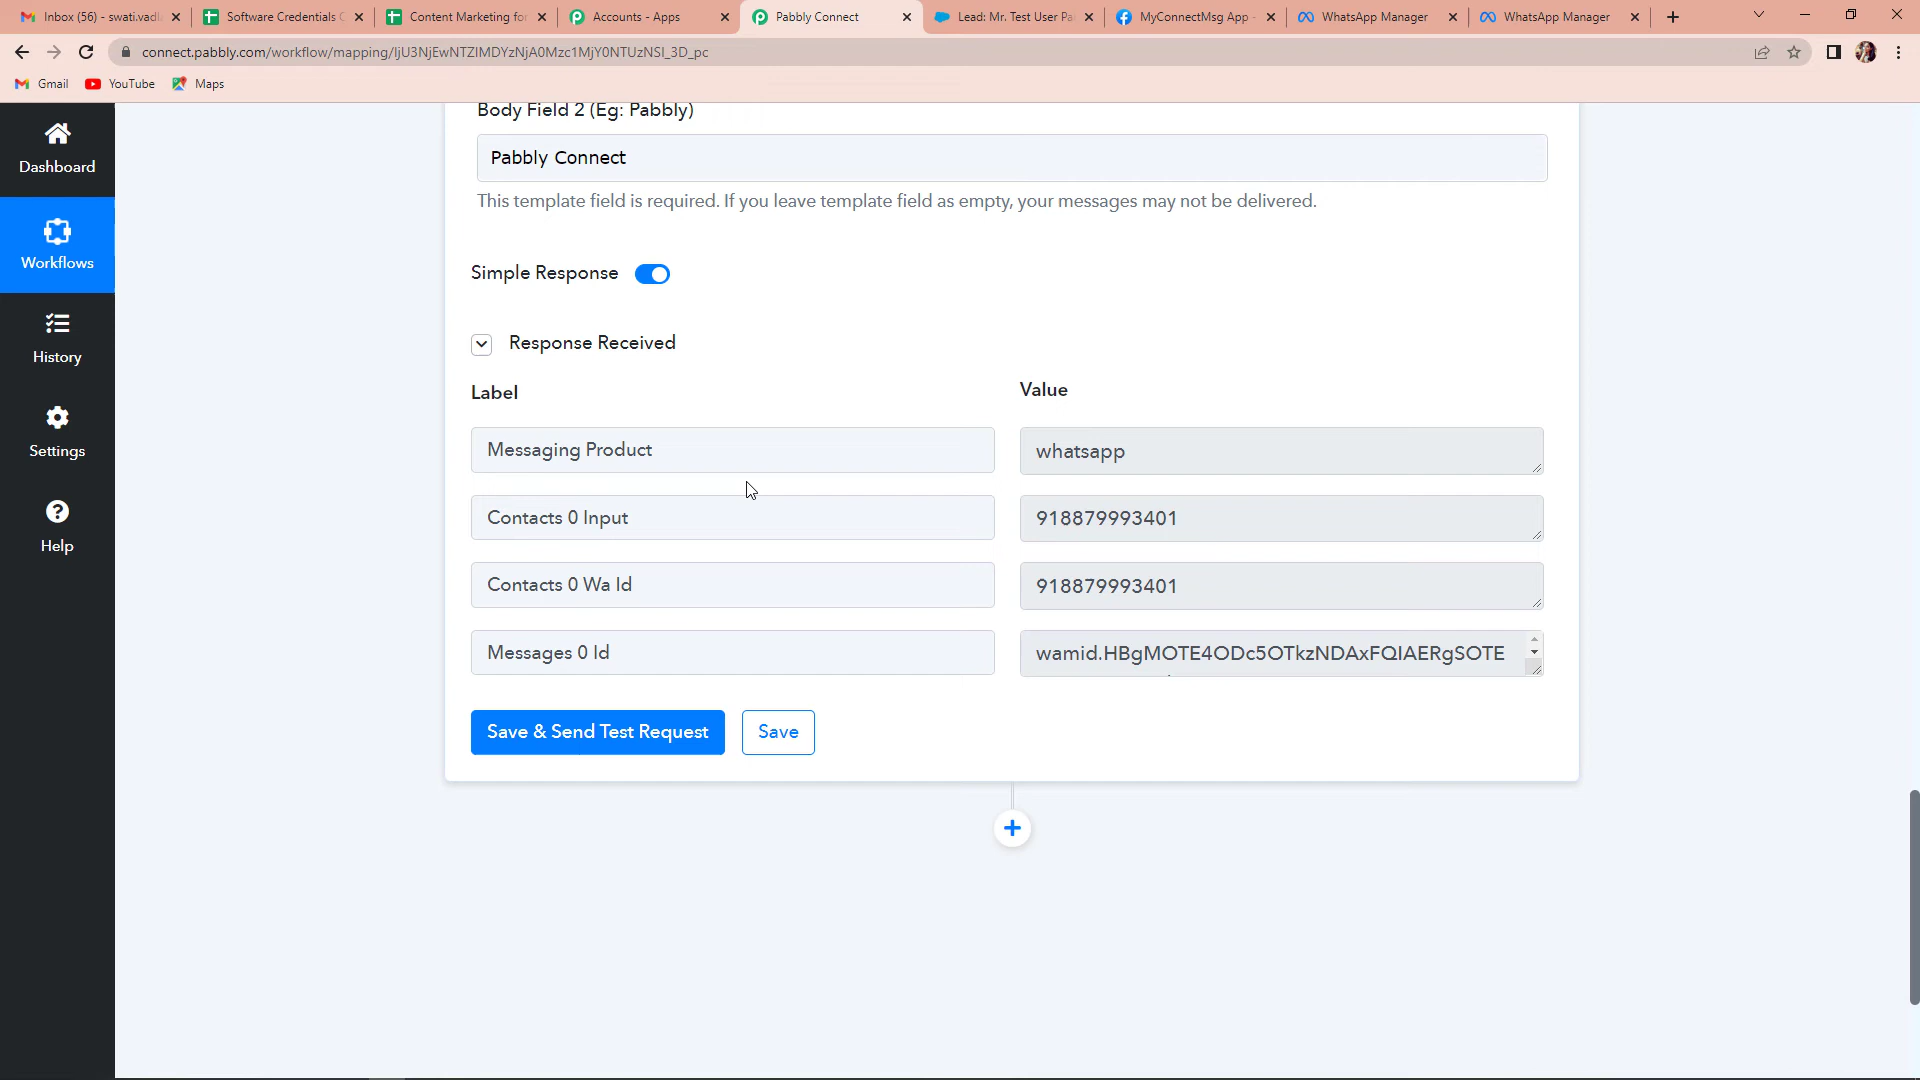 Inbox (56) - swati.vadl
Software Credentials C
Content Marketing for
Accounts - Apps
Pabbly Connect
Lead: Mr. Test User Pa
MyConnectMsg App -
WhatsApp Manager
WhatsApp Manager
connect.pabbly.com/workflow/mapping/IjU3NjEwNTZlMDYzNjA0Mzc1MjY0NTUzNSI_3D_pc
Gmail
YouTube
Maps
Dashboard
Workflows
History
Settings
Help
Body Field 2 (Eg: Pabbly)
Pabbly Connect
This template field is required. If you leave template field as empty, your messages may not be delivered.
Simple Response
Response Received
Label
Value
Messaging Product
whatsapp
Contacts 0 Input
918879993401
Contacts 0 Wa Id
918879993401
Messages 0 Id
wamid.HBgMOTE4ODc5OTkzNDAxFQIAERgSOTE
Save & Send Test Request
Save